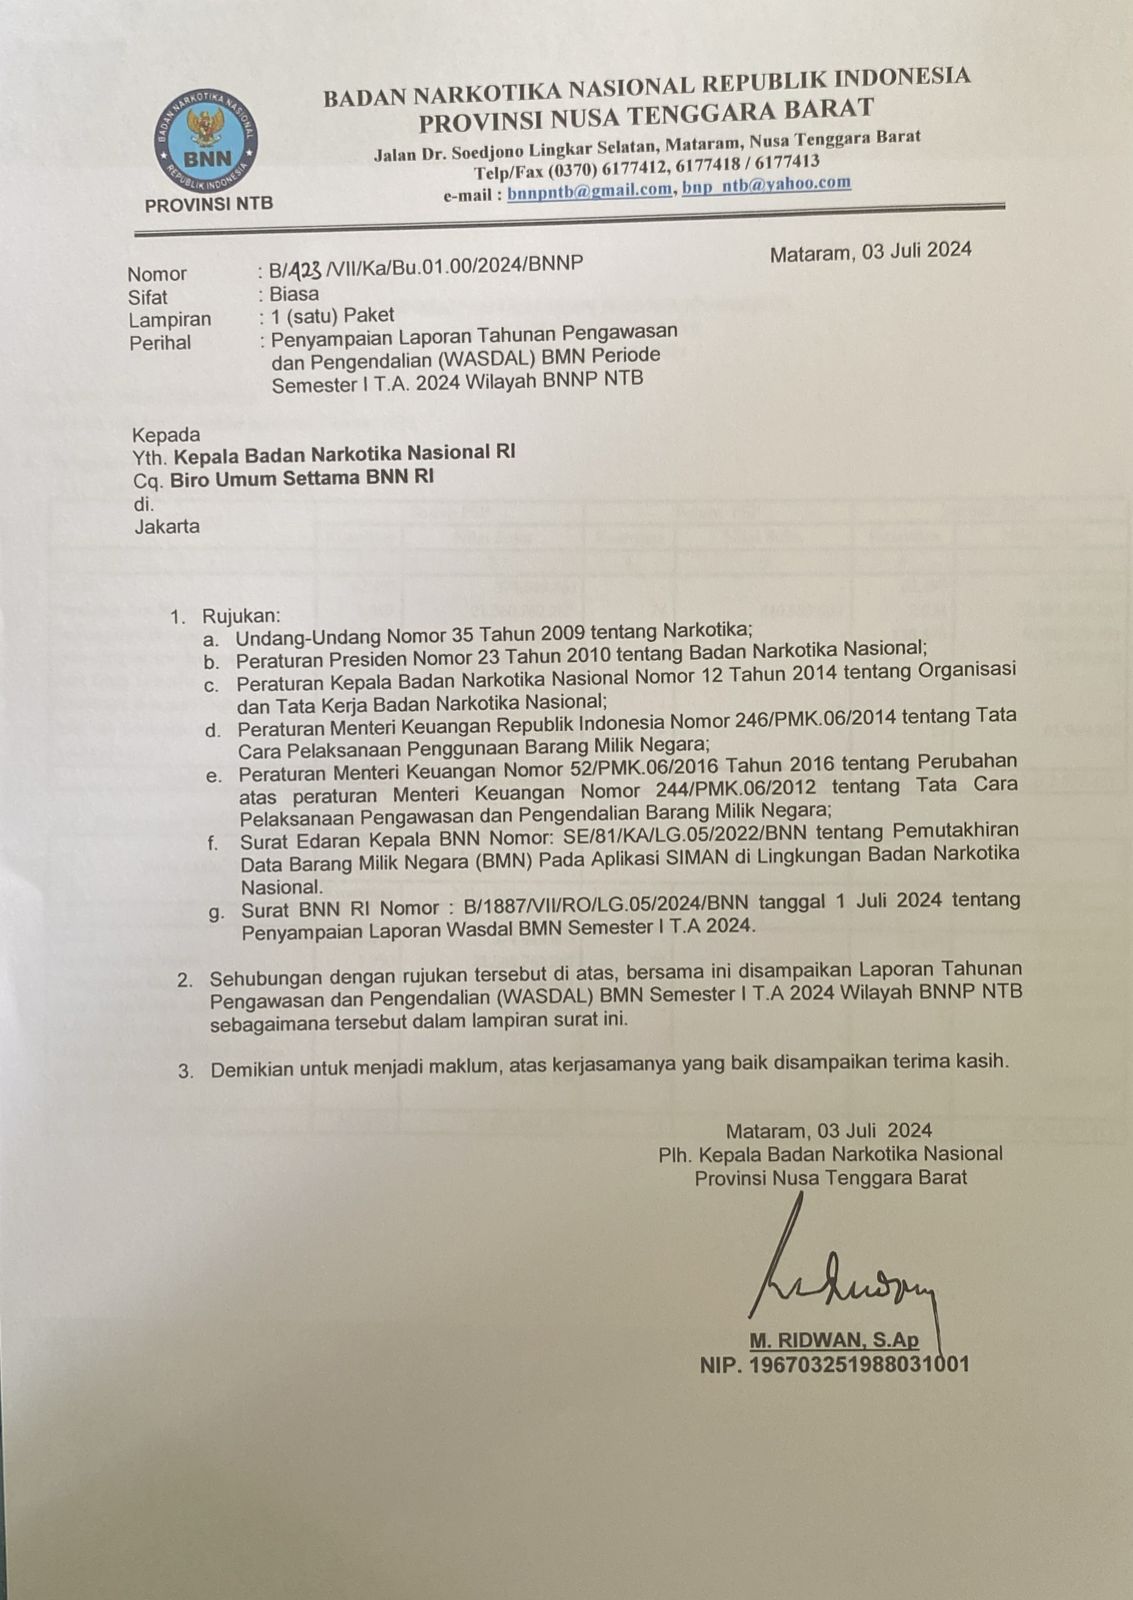 BADAN NARKOTIKA NASIONAL REPUBLIK INDONESIA
PROVINSI NUSA TENGGARA BARAT
Jalan Dr. Soedjono Lingkar Selatan, Mataram, Nusa Tenggara Barat
Telp/Fax (0370) 6177412, 6177418 / 6177413
e-mail : bnnpntb@gmail.com, bnp_ntb@yahoo.com
BADAN NARKOTIKA NASIONAL
BNN
REPUBLIK INDONESIA
PROVINSI NTB
Mataram, 03 Juli 2024
Nomor : B/423/VII/Ka/Bu.01.00/2024/BNNP
Sifat : Biasa
Lampiran : 1 (satu) Paket
Perihal : Penyampaian Laporan Tahunan Pengawasan
dan Pengendalian (WASDAL) BMN Periode
Semester I T.A. 2024 Wilayah BNNP NTB
Kepada
Yth. Kepala Badan Narkotika Nasional RI
Cq. Biro Umum Settama BNN RI
di.
Jakarta
1. Rujukan:
a. Undang-Undang Nomor 35 Tahun 2009 tentang Narkotika;
b. Peraturan Presiden Nomor 23 Tahun 2010 tentang Badan Narkotika Nasional;
c. Peraturan Kepala Badan Narkotika Nasional Nomor 12 Tahun 2014 tentang Organisasi
dan Tata Kerja Badan Narkotika Nasional;
d. Peraturan Menteri Keuangan Republik Indonesia Nomor 246/PMK.06/2014 tentang Tata
Cara Pelaksanaan Penggunaan Barang Milik Negara;
e. Peraturan Menteri Keuangan Nomor 52/PMK.06/2016 Tahun 2016 tentang Perubahan
atas peraturan Menteri Keuangan Nomor 244/PMK.06/2012 tentang Tata Cara
Pelaksanaan Pengawasan dan Pengendalian Barang Milik Negara;
f. Surat Edaran Kepala BNN Nomor: SE/81/KA/LG.05/2022/BNN tentang Pemutakhiran
Data Barang Milik Negara (BMN) Pada Aplikasi SIMAN di Lingkungan Badan Narkotika
Nasional.
g. Surat BNN RI Nomor : B/1887/VII/RO/LG.05/2024/BNN tanggal 1 Juli 2024 tentang
Penyampaian Laporan Wasdal BMN Semester I T.A 2024.
2. Sehubungan dengan rujukan tersebut di atas, bersama ini disampaikan Laporan Tahunan
Pengawasan dan Pengendalian (WASDAL) BMN Semester I T.A 2024 Wilayah BNNP NTB
sebagaimana tersebut dalam lampiran surat ini.
3. Demikian untuk menjadi maklum, atas kerjasamanya yang baik disampaikan terima kasih.
Mataram, 03 Juli 2024
Plh. Kepala Badan Narkotika Nasional
Provinsi Nusa Tenggara Barat
M. RIDWAN, S.Ap
NIP. 196703251988031001